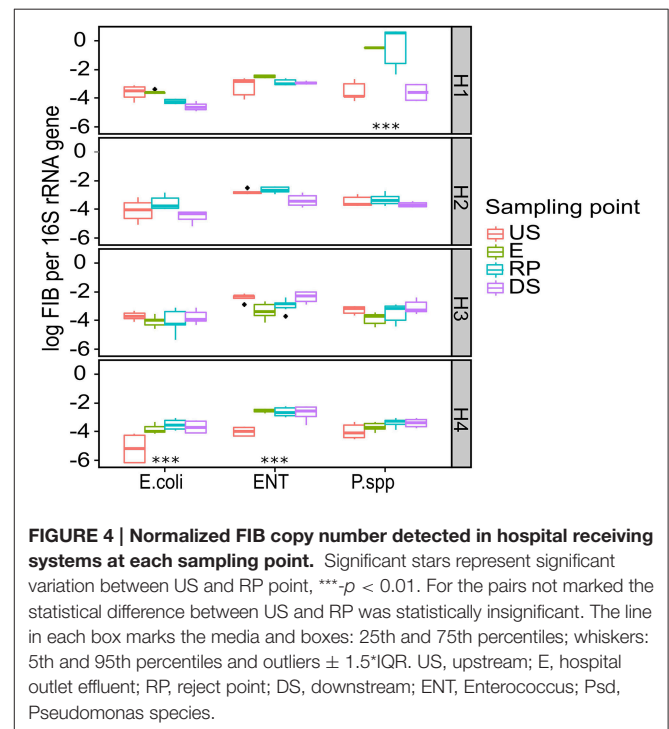 log FIB per 16S rRNA gene
0
-2
-4
-6
H1
***
0
-2
-4
-6
H2
0
-2
-4
-6
H3
0
-2
-4
-6
H4
***
***
E.coli
ENT
P.spp
Sampling point
US
E
RP
DS
FIGURE 4 | Normalized FIB copy number detected in hospital receiving
systems at each sampling point. Significant stars represent significant
variation between US and RP point, ***-p < 0.01. For the pairs not marked the
statistical difference between US and RP was statistically insignificant. The line
in each box marks the media and boxes: 25th and 75th percentiles; whiskers:
5th and 95th percentiles and outliers ± 1.5*IQR. US, upstream; E, hospital
outlet effluent; RP, reject point; DS, downstream; ENT, Enterococcus; Psd,
Pseudomonas species.